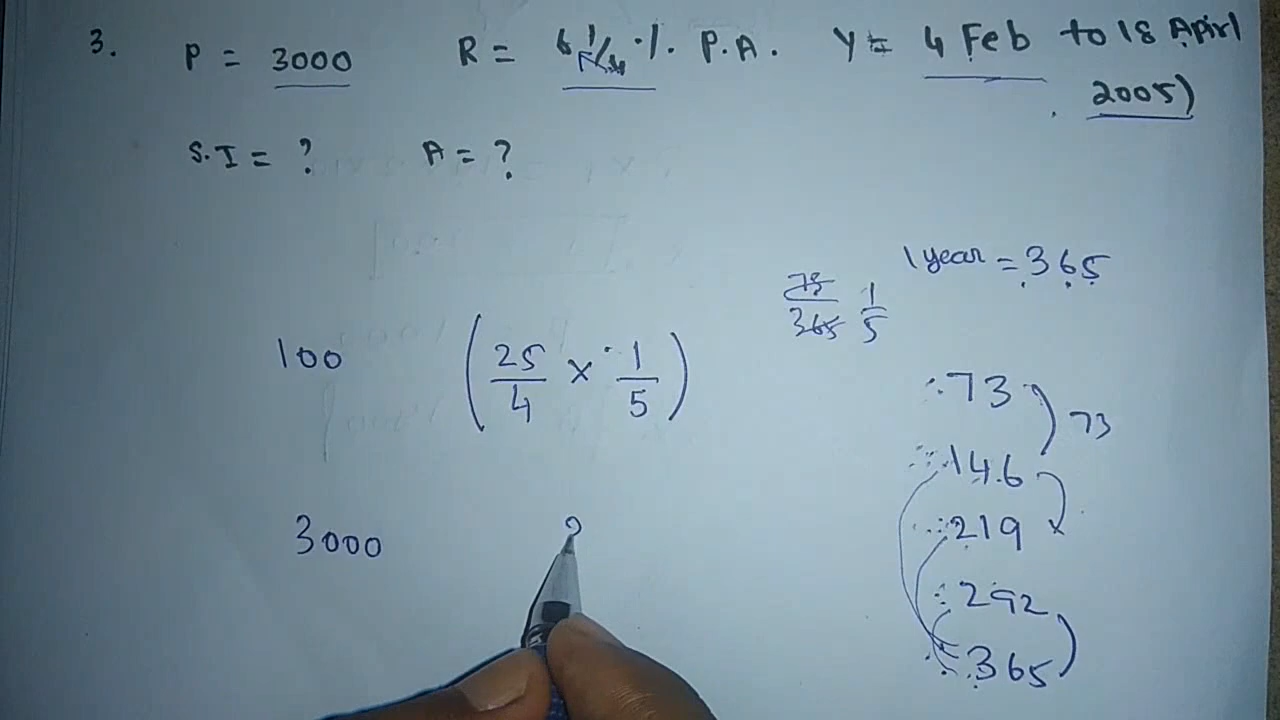 3. P = 3000 R = 6 1/4 % P.A. Y = 4 Feb to 18 Apirl
2005)
S.I = ? A = ?
1 year = 365
73/365 1/5
100 (25/4 × 1/5)
73
73
146
219
3000 ?
292
365